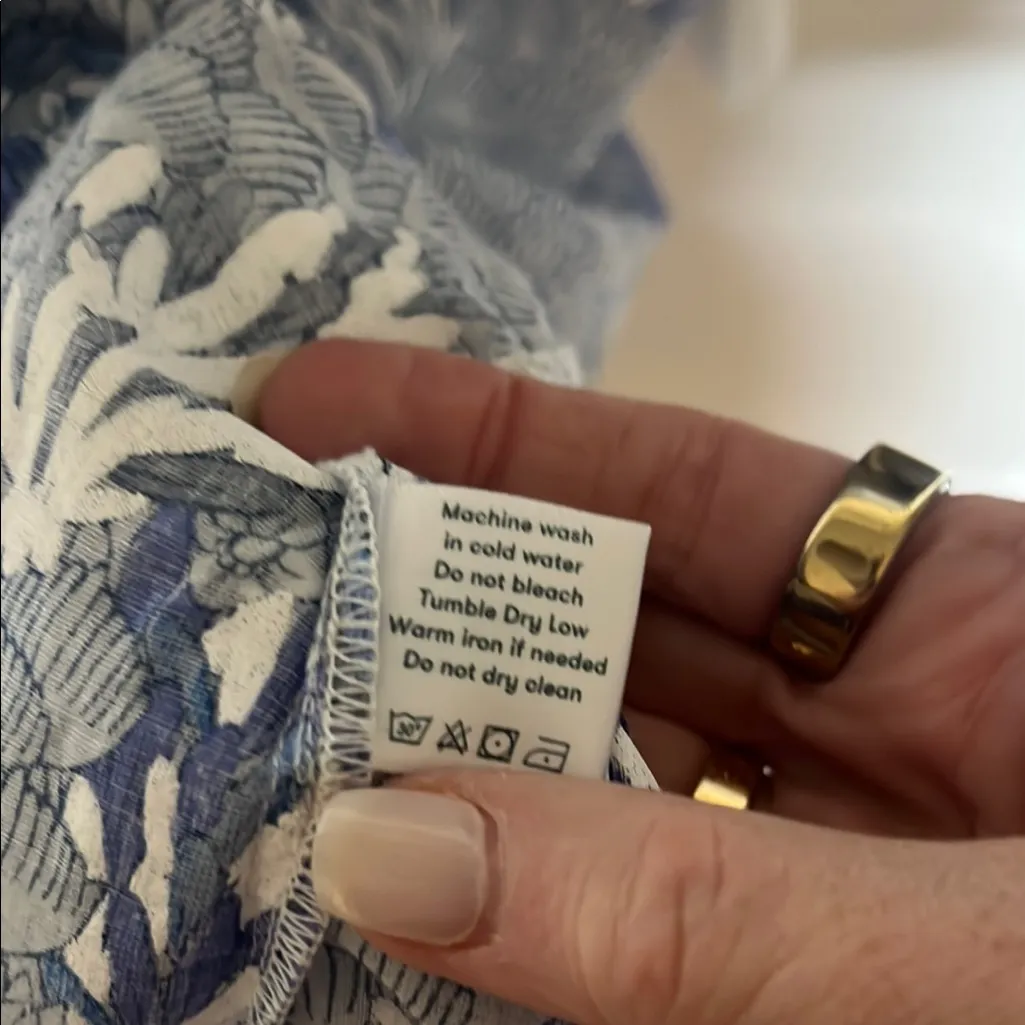 Machine wash
in cold water
Do not bleach
Tumble Dry Low
Warm iron if needed
Do not dry clean
30°